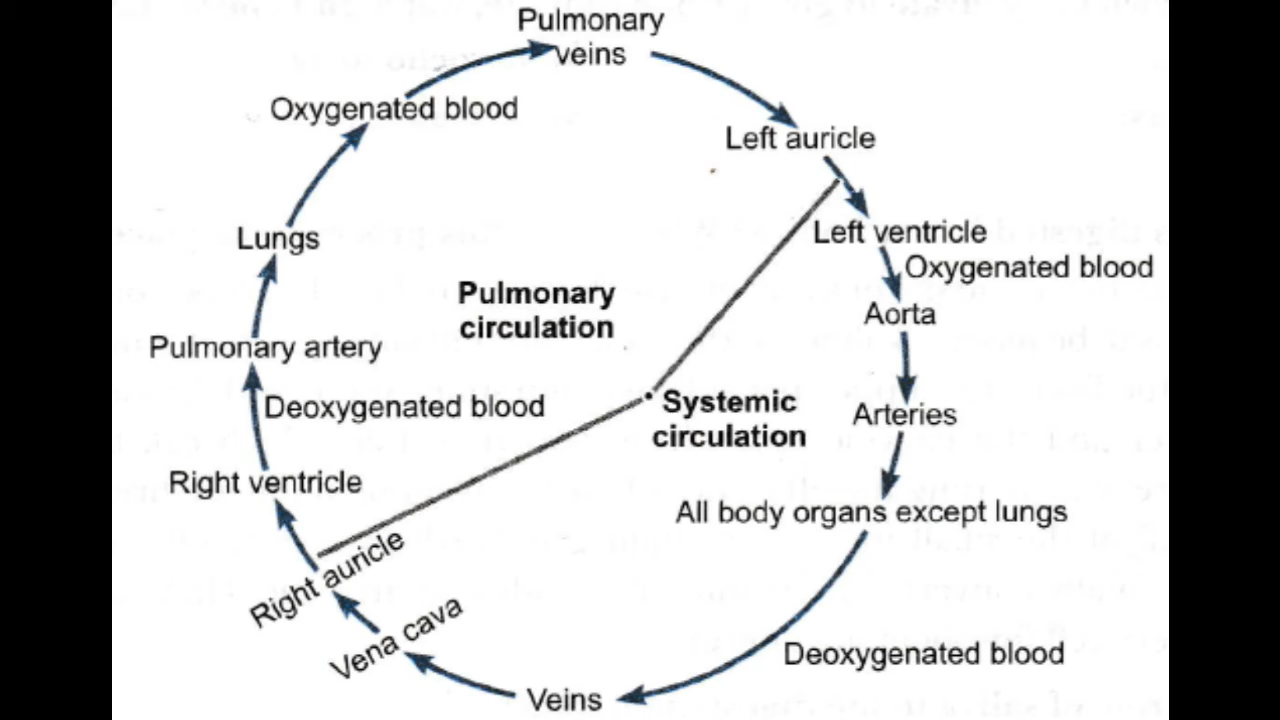 Pulmonary
veins
Oxygenated blood
Left auricle
Lungs
Left ventricle
Oxygenated blood
Pulmonary
circulation
Aorta
Pulmonary artery
Deoxygenated blood
Systemic
circulation
Arteries
Right ventricle
All body organs except lungs
Right auricle
Vena cava
Deoxygenated blood
Veins